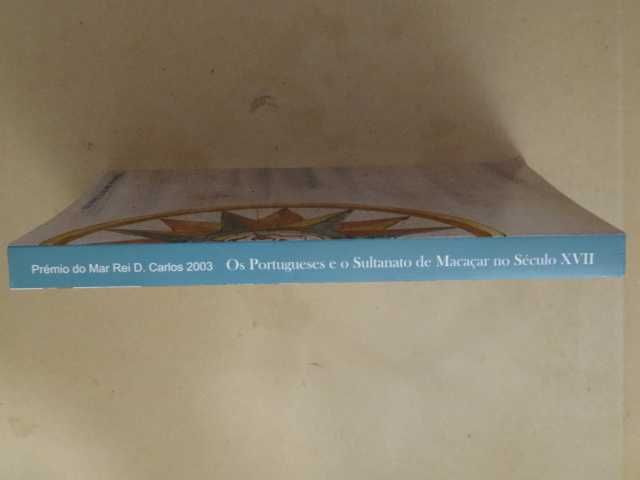 Prémio do Mar Rei D. Carlos 2003 Os Portugueses e o Sultanato de Macaçar no Século XVII